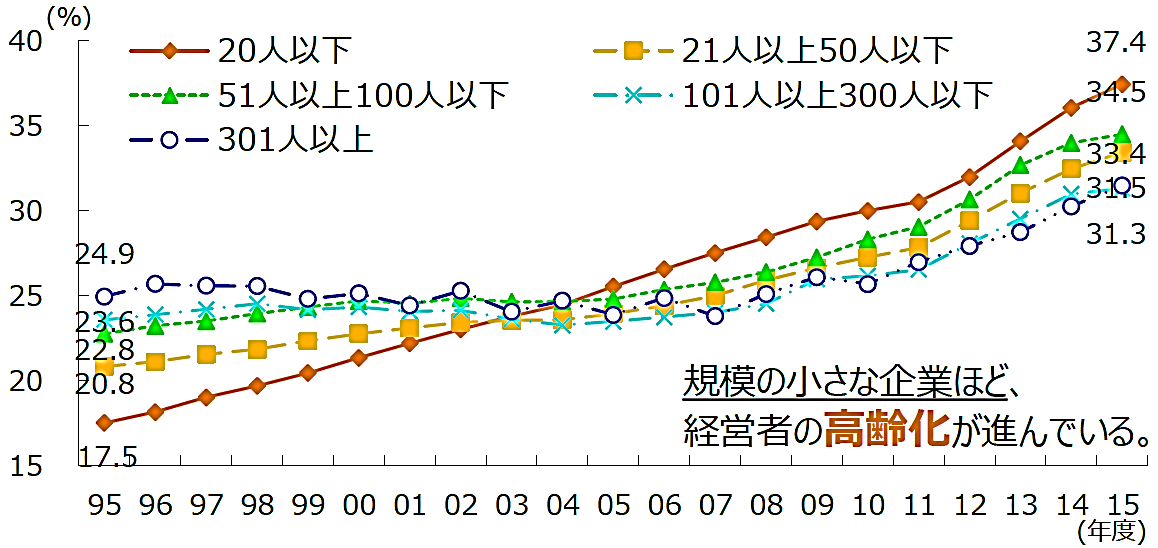 (%)
40
35
30
25
20
15
20人以下
21人以上50人以下
51人以上100人以下
101人以上300人以下
301人以上
37.4
34.5
33.4
31.5
31.3
24.9
23.6
22.8
20.8
17.5
規模の小さな企業ほど、
経営者の高齢化が進んでいる。
95 96 97 98 99 00 01 02 03 04 05 06 07 08 09 10 11 12 13 14 15
(年度)